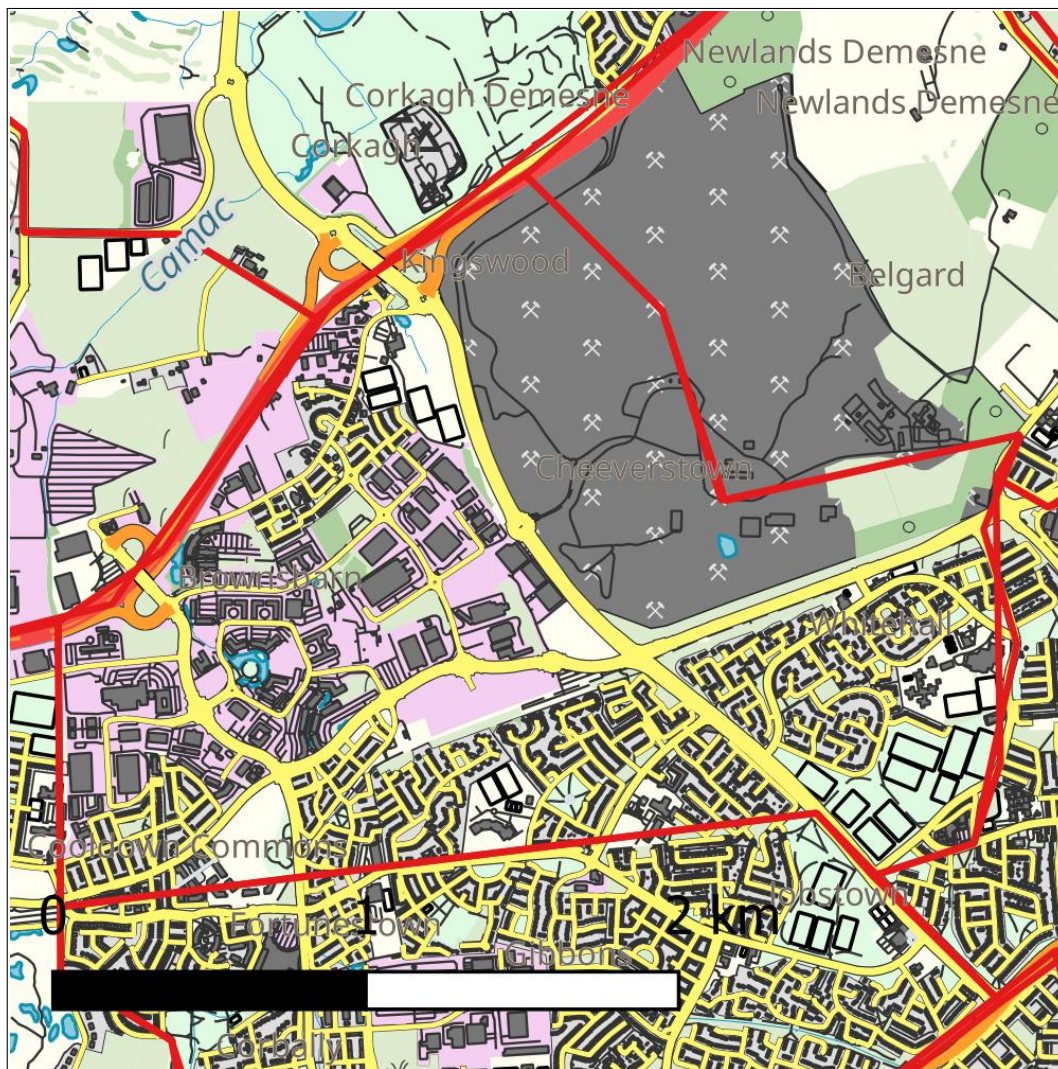 Newlands Demesne
Corkagh Demesne
Newlands Demesne
Corkagh
Camac
Kingswood
Belgard
Cheeverstown
Brownsbarn
Whitehall
Cooldown Commons
Jobstown
0
1
2 km
Fortunestown
Gibbons
Corbally